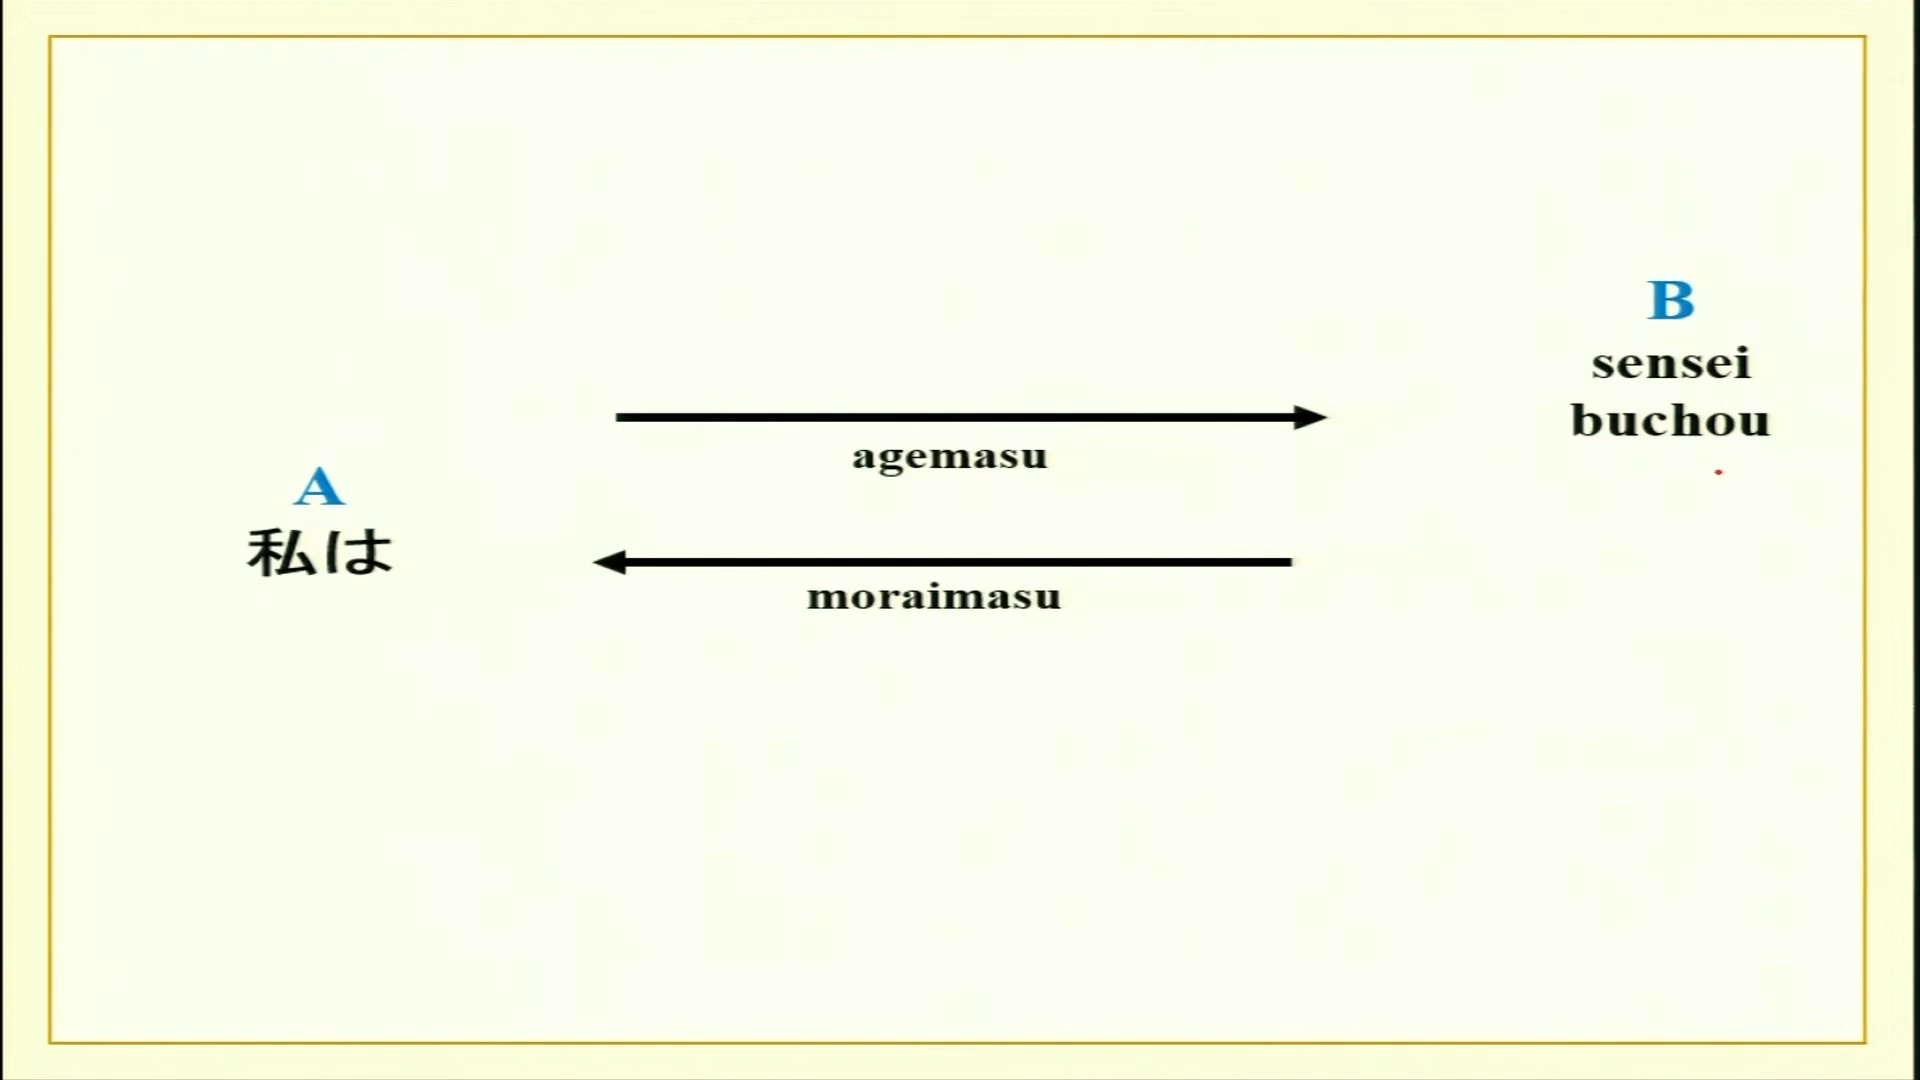 B
sensei
buchou
agemasu
A
私は
moraimasu